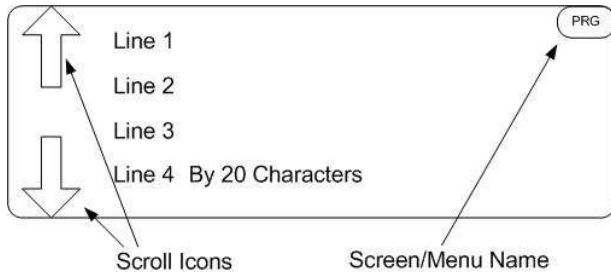 PRG
Line 1
Line 2
Line 3
Line 4 By 20 Characters
Scroll Icons
Screen/Menu Name